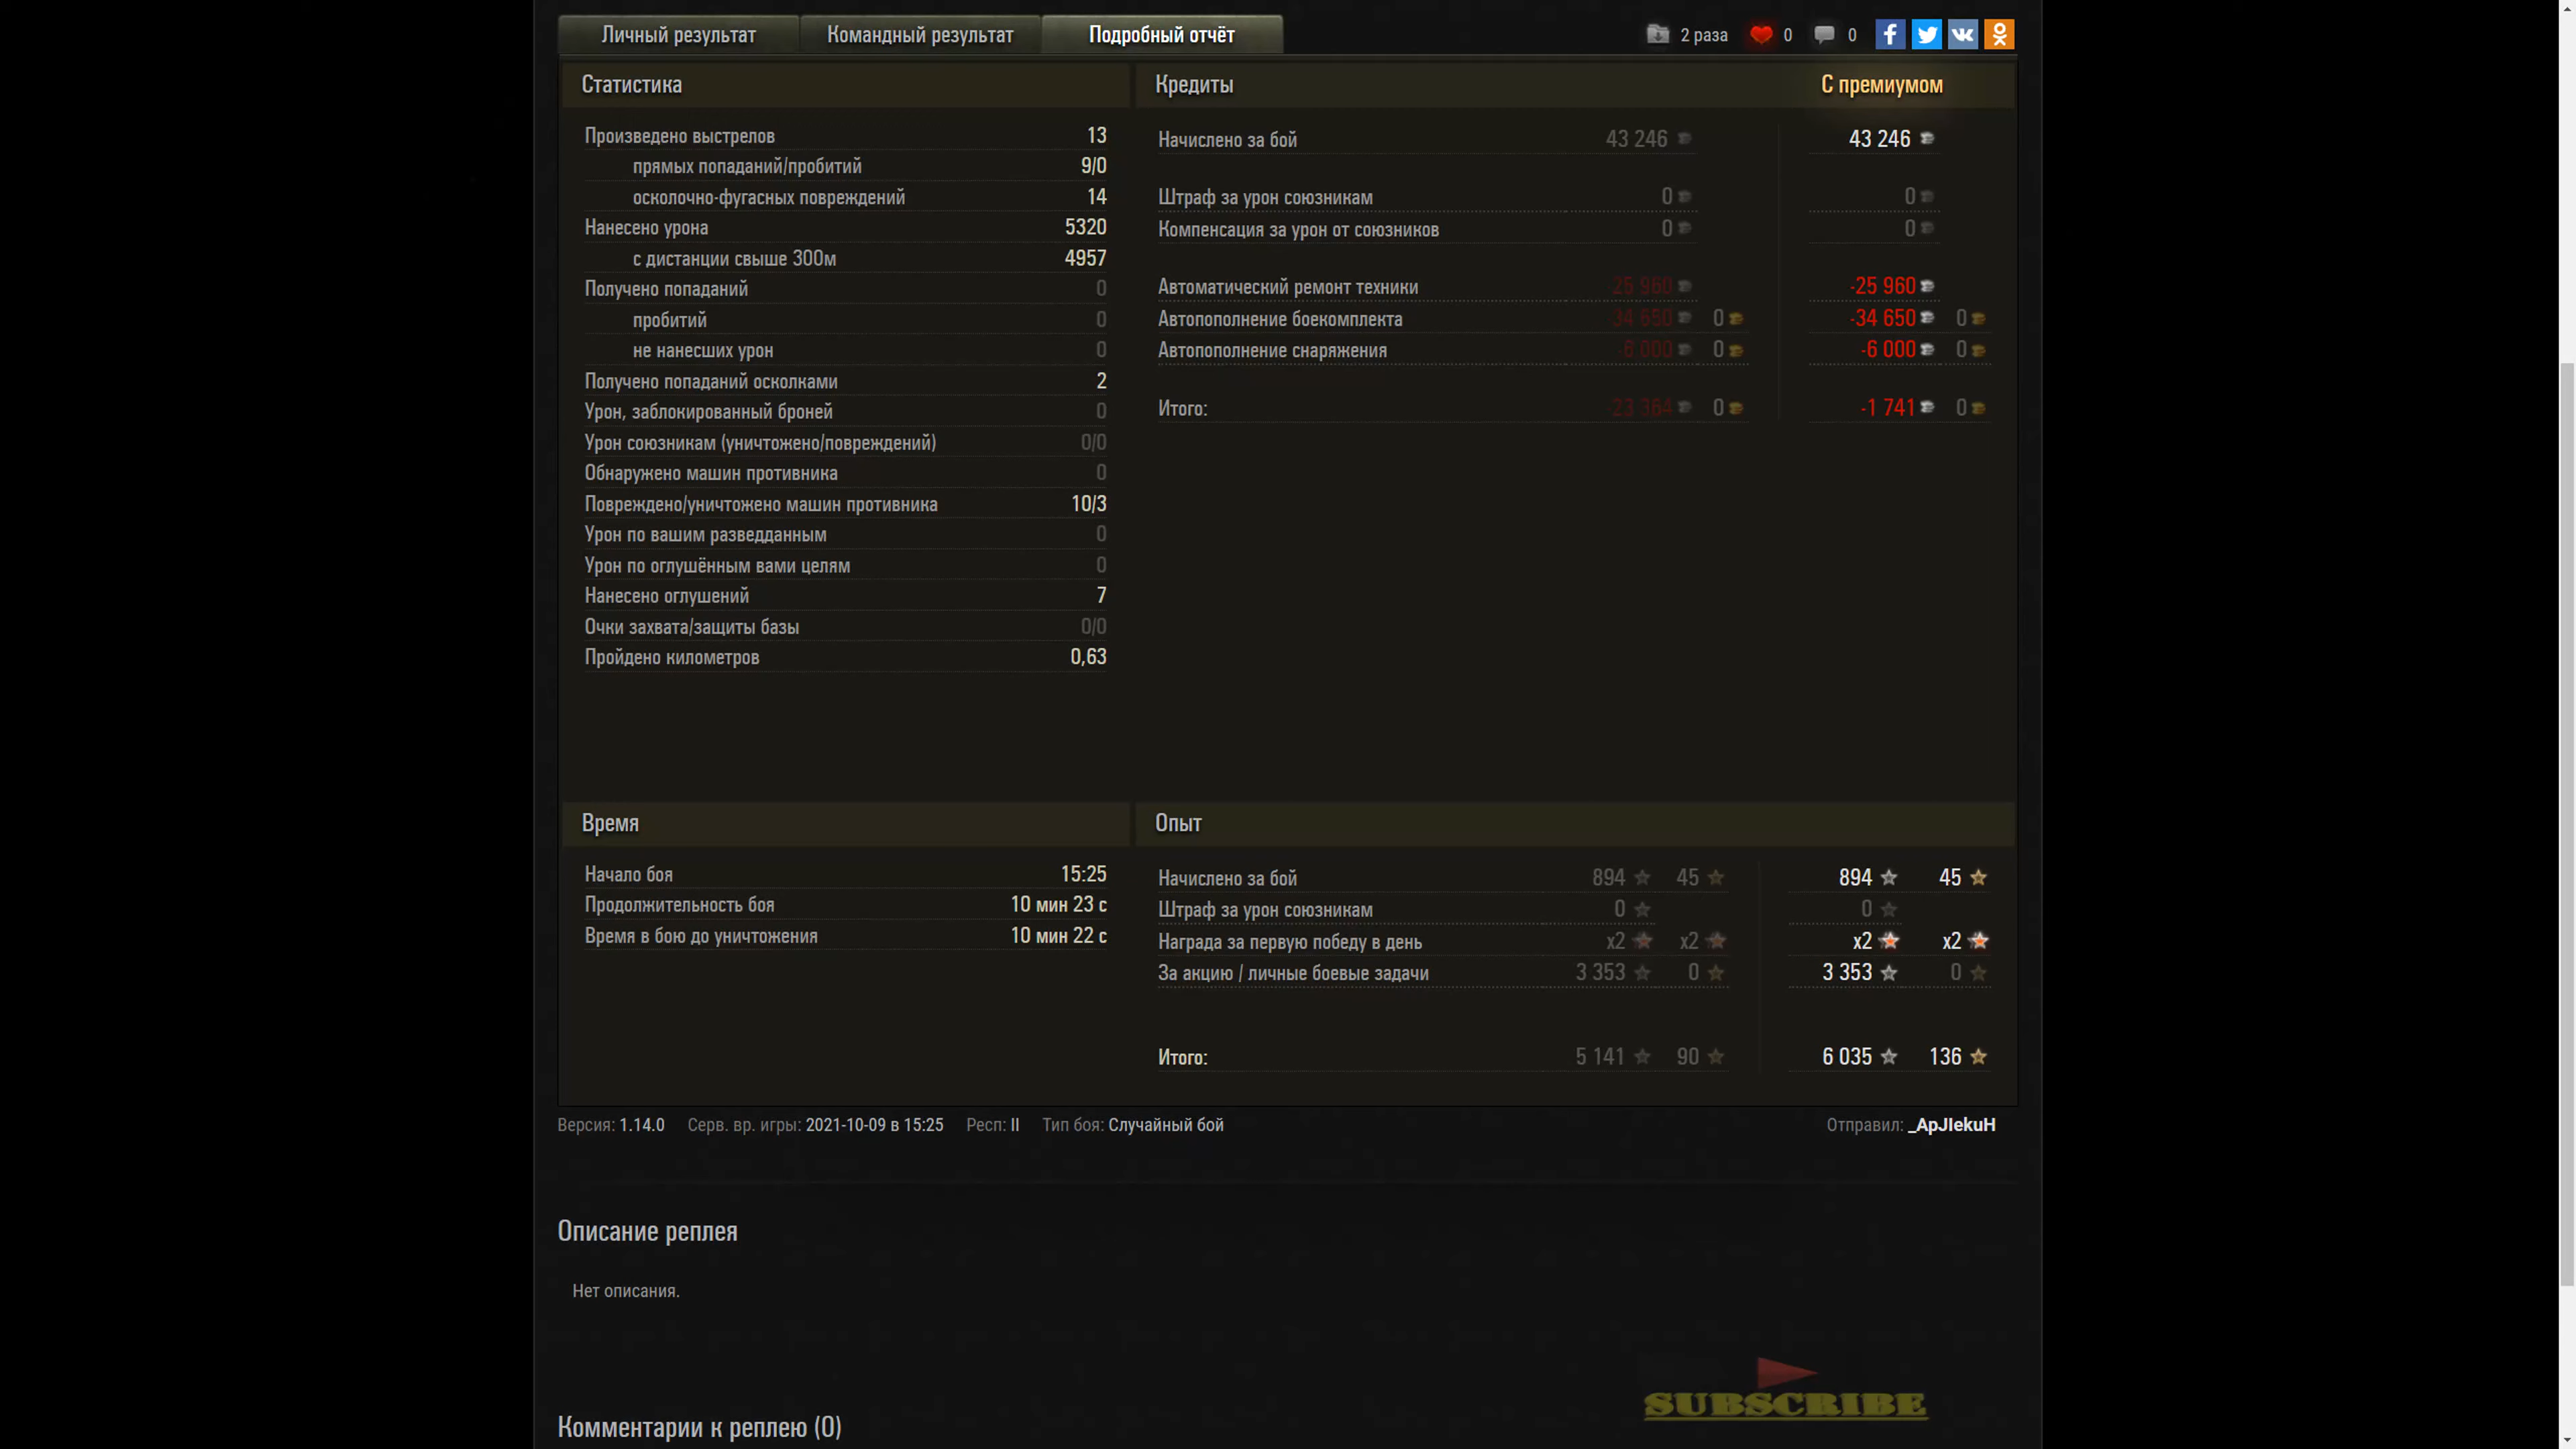 Личный результат Командный результат Подробный отчёт 2 раза 0 0
Статистика
Произведено выстрелов 13
прямых попаданий/пробитий 9/0
осколочно-фугасных повреждений 14
Нанесено урона 5320
с дистанции свыше 300м 4957
Получено попаданий 0
пробитий 0
не нанесших урон 0
Получено попаданий осколками 2
Урон, заблокированный броней 0
Урон союзникам (уничтожено/повреждений) 0/0
Обнаружено машин противника 0
Повреждено/уничтожено машин противника 10/3
Урон по вашим разведданным 0
Урон по оглушённым вами целям 0
Нанесено оглушений 7
Очки захвата/защиты базы 0/0
Пройдено километров 0,63
Кредиты С премиумом
Начислено за бой 43 246 43 246
Штраф за урон союзникам 0 0
Компенсация за урон от союзников 0 0
Автоматический ремонт техники -25 960 -25 960
Автопополнение боекомплекта -34 650 0 -34 650 0
Автопополнение снаряжения -6 000 0 -6 000 0
Итого: -23 364 0 -1 741 0
Время
Начало боя 15:25
Продолжительность боя 10 мин 23 с
Время в бою до уничтожения 10 мин 22 с
Опыт
Начислено за бой 894 45 894 45
Штраф за урон союзникам 0 0
Награда за первую победу в день x2 x2 x2 x2
За акцию / личные боевые задачи 3 353 0 3 353 0
Итого: 5 141 90 6 035 136
Версия: 1.14.0 Серв. вр. игры: 2021-10-09 в 15:25 Респ: II Тип боя: Случайный бой Отправил: _ApJIekuH
Описание реплея
Нет описания.
SUBSCRIBE
Комментарии к реплею (0)